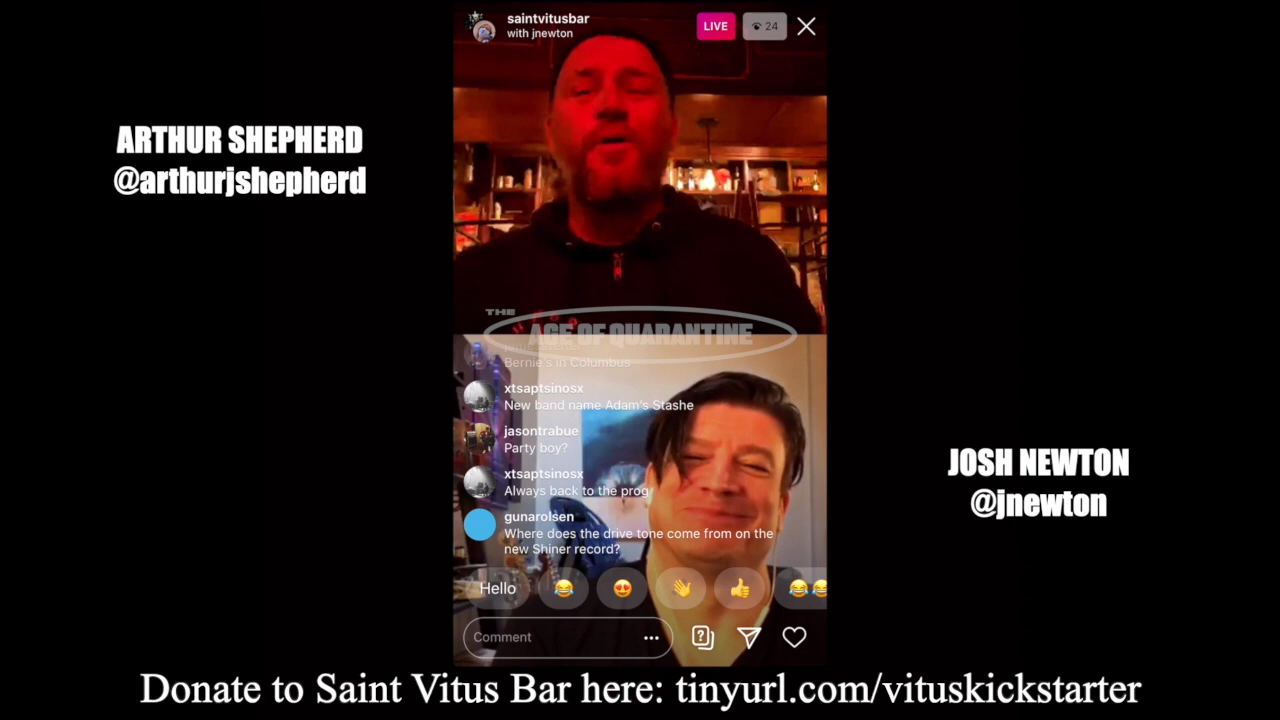 saintvitusbar
with jnewton
LIVE
24
ARTHUR SHEPHERD
@arthurjshepherd
THE
AGE OF QUARANTINE
Bernie's in Columbus
xtsaptsinosx
New band name Adam's Stashe
jasontrabue
Party boy?
xtsaptsinosx
Always back to the prog
gunarolsen
Where does the drive tone come from on the
new Shiner record?
JOSH NEWTON
@jnewton
Hello
Comment
Donate to Saint Vitus Bar here: tinyurl.com/vituskickstarter